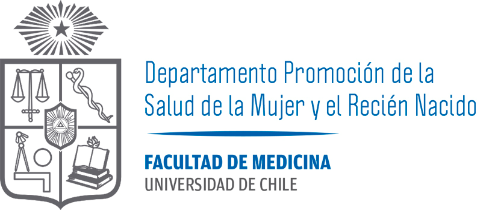 Departamento Promoción de la
Salud de la Mujer y el Recién Nacido
FACULTAD DE MEDICINA
UNIVERSIDAD DE CHILE